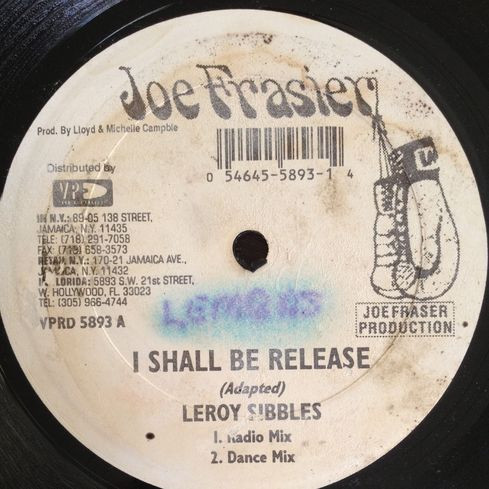 Joe Frasier
Prod. By Lloyd & Michelle Campble
0 54645-5893-1 4
Distributed by
VP
IN N.Y.: 89-05 138 STREET,
JAMAICA, N.Y. 11435
TELE: (718) 291-7058
FAX: (718) 658-3573
RETAIL N.Y.: 170-21 JAMAICA AVE.,
JAMAICA, N.Y. 11432
IN FLORIDA: 5893 S.W. 21st STREET,
W. HOLLYWOOD, FL 33023
TEL: (305) 966-4744
VPRD 5893 A
JOE FRASER
PRODUCTION
I SHALL BE RELEASE
(Adapted)
LEROY SIBBLES
1. Radio Mix
2. Dance Mix